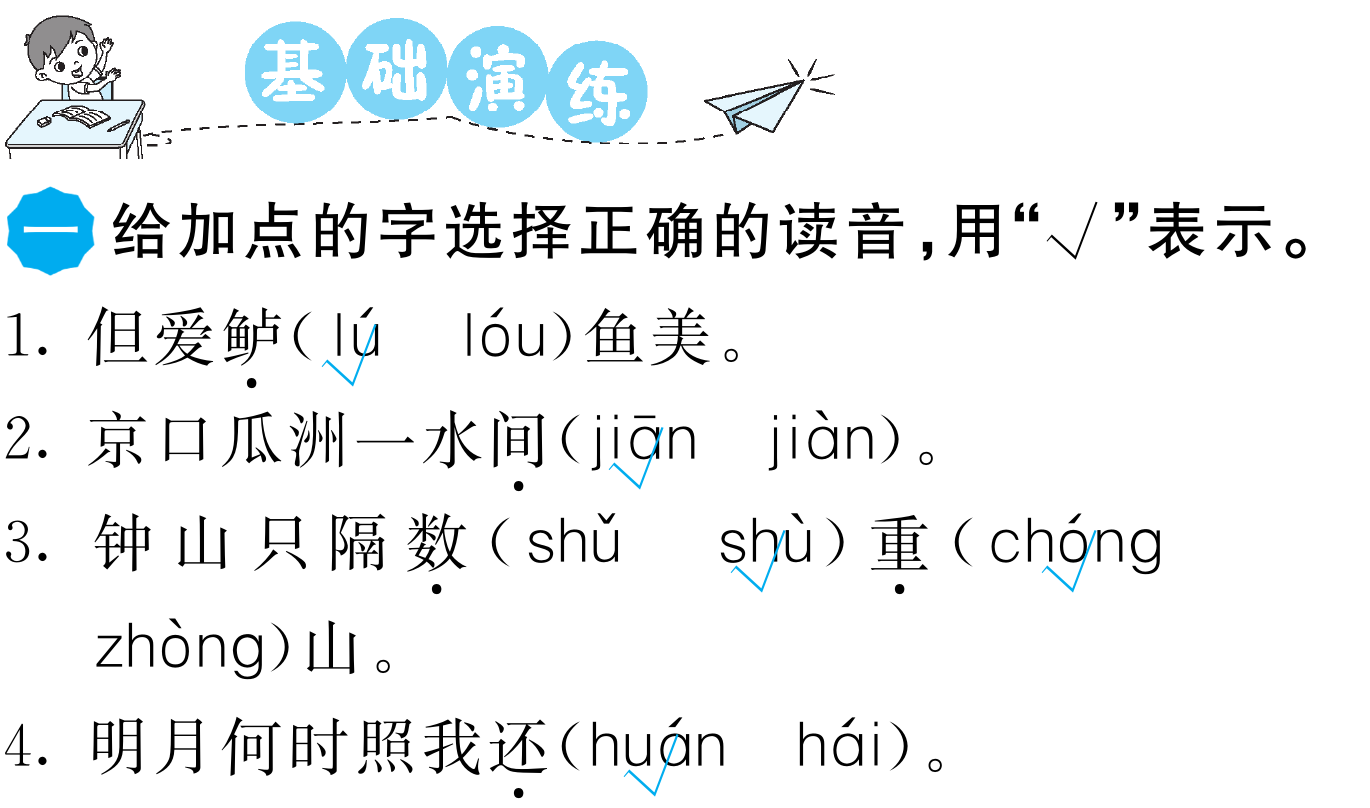 基础演练
一 给加点的字选择正确的读音,用“√”表示。
1. 但爱鲈(lú√ lóu)鱼美。
2. 京口瓜洲一水间(jiān√ jiàn)。
3. 钟山只隔数(shǔ shù√)重(chóng√
zhòng)山。
4. 明月何时照我还(huán√ hái)。